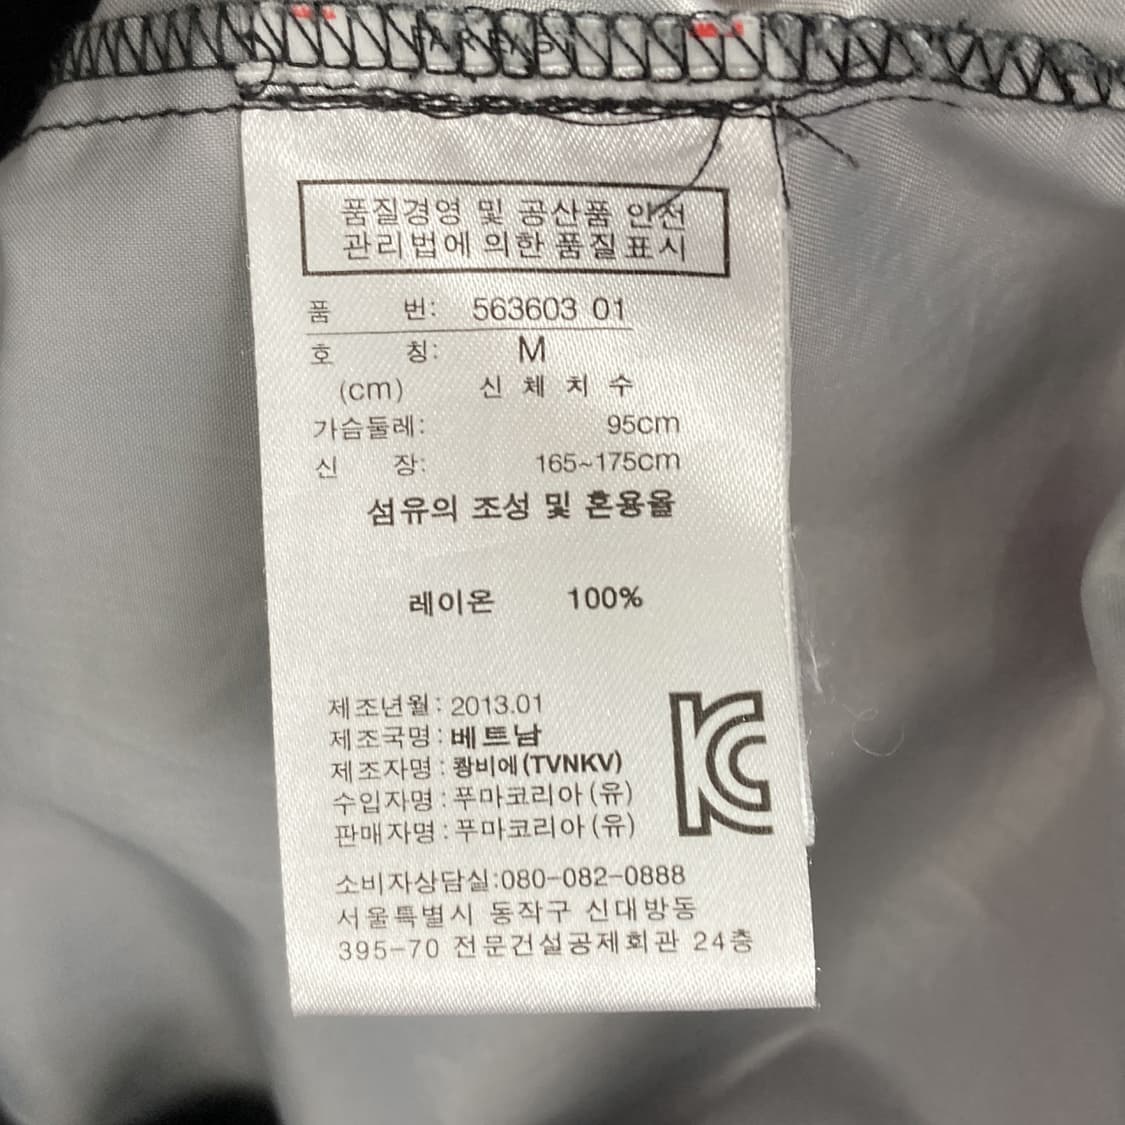 품질경영 및 공산품 안전
관리법에 의한 품질표시
품 번: 563603 01
호 칭: M
(cm) 신 체 치 수
가슴둘레: 95cm
신 장: 165~175cm
섬유의 조성 및 혼용율
레이온 100%
제조년월: 2013.01
제조국명: 베트남
제조자명: 쾅비에(TVNKV)
수입자명: 푸마코리아(유)
판매자명: 푸마코리아(유)
소비자상담실:080-082-0888
서울특별시 동작구 신대방동
395-70 전문건설공제회관 24층